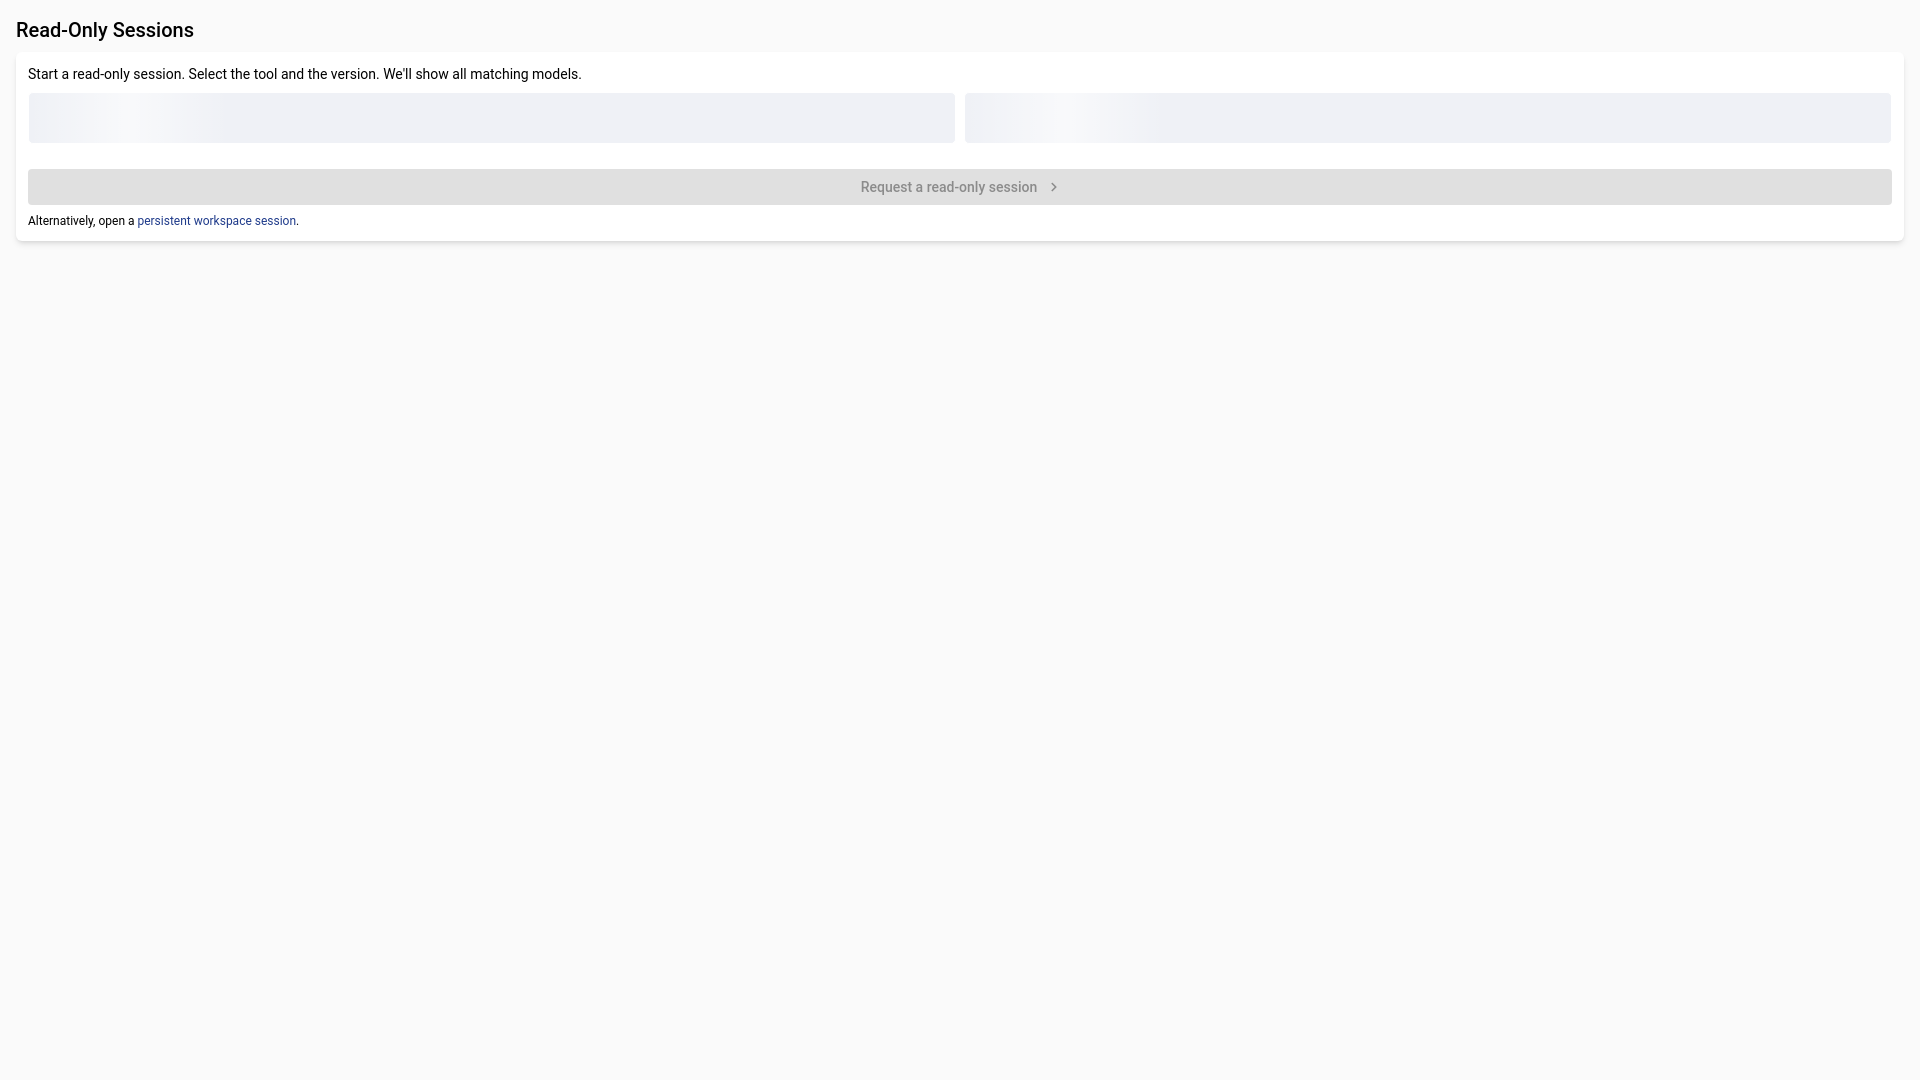 Read-Only Sessions
Start a read-only session. Select the tool and the version. We'll show all matching models.
Request a read-only session
Alternatively, open a persistent workspace session.